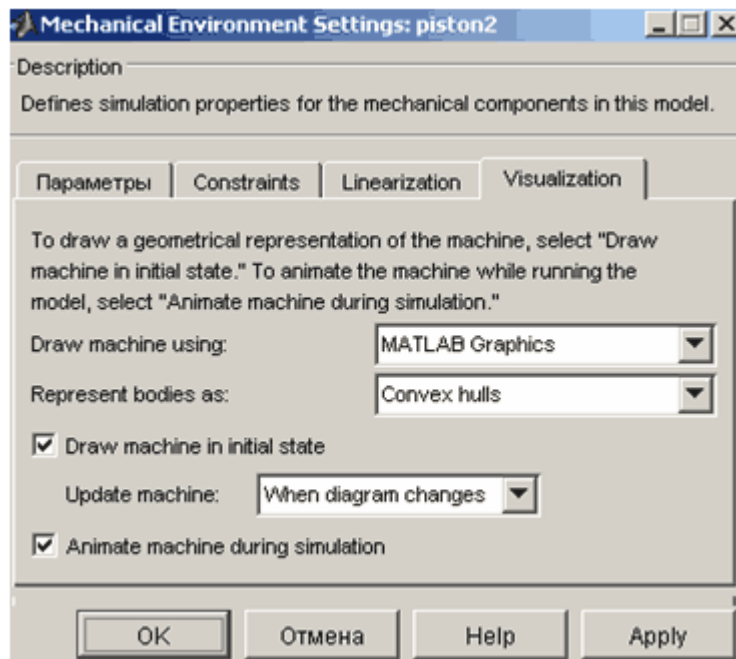 Mechanical Environment Settings: piston2
Description
Defines simulation properties for the mechanical components in this model.
Параметры Constraints Linearization Visualization
To draw a geometrical representation of the machine, select "Draw
machine in initial state." To animate the machine while running the
model, select "Animate machine during simulation."
Draw machine using: MATLAB Graphics
Represent bodies as: Convex hulls
Draw machine in initial state
Update machine: When diagram changes
Animate machine during simulation
OK Отмена Help Apply